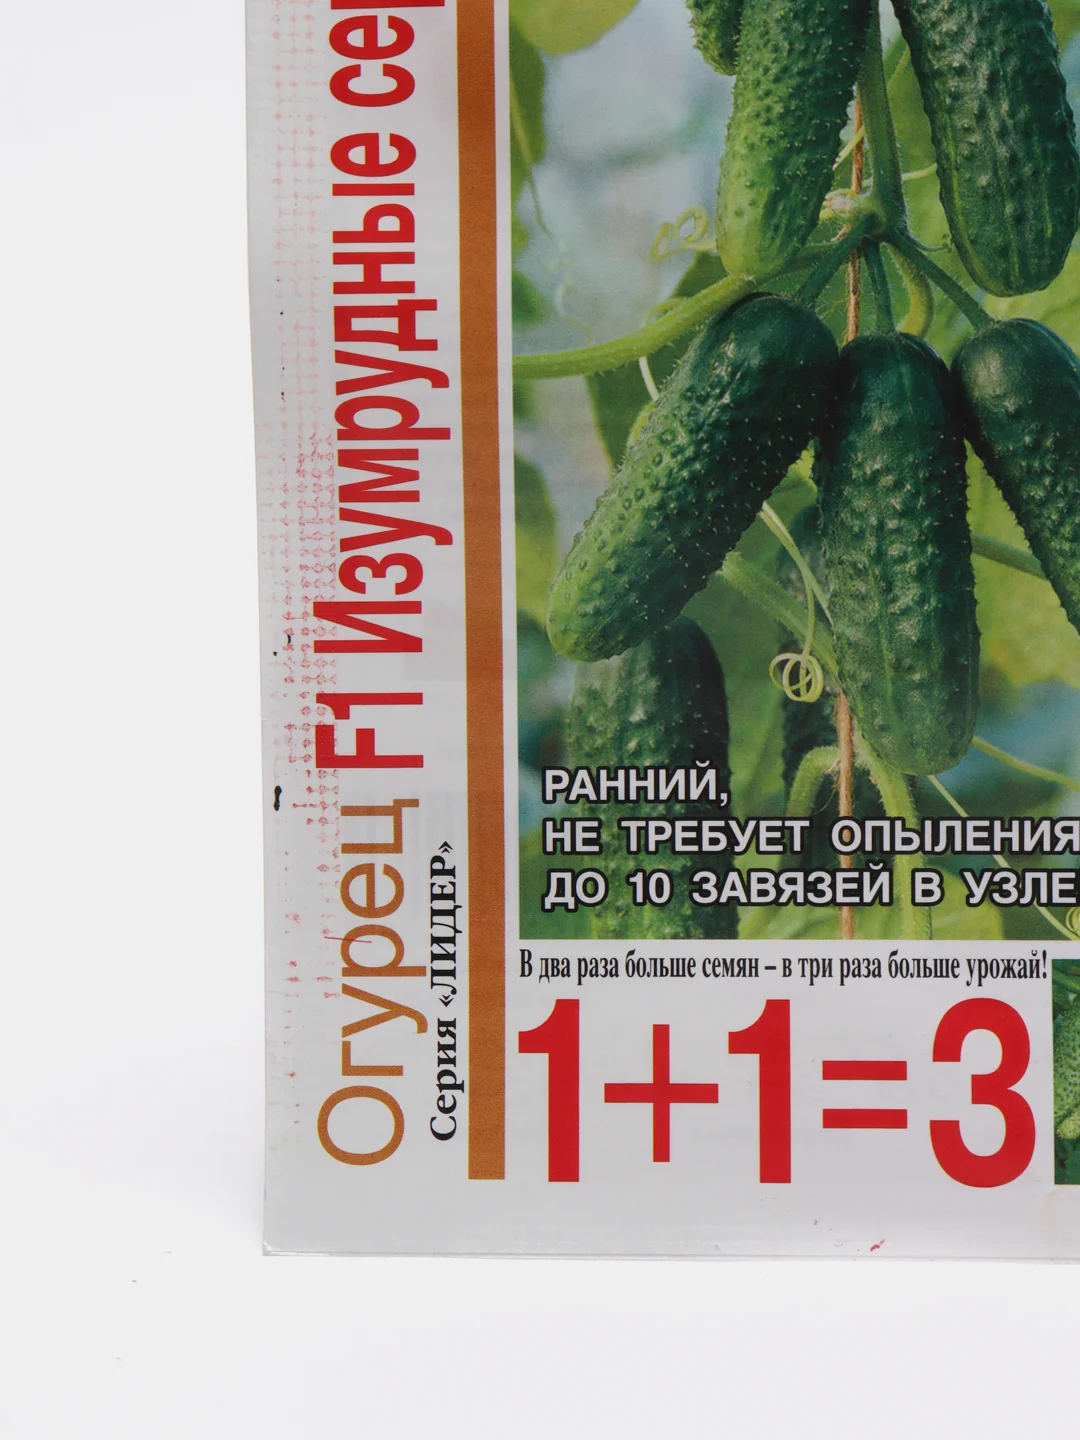 Огурец F1 Изумрудные
Серия «ЛИДЕР»
РАННИЙ,
НЕ ТРЕБУЕТ ОПЫЛЕНИЯ
ДО 10 ЗАВЯЗЕЙ В УЗЛЕ
В два раза больше семян – в три раза больше урожай!
1+1=3